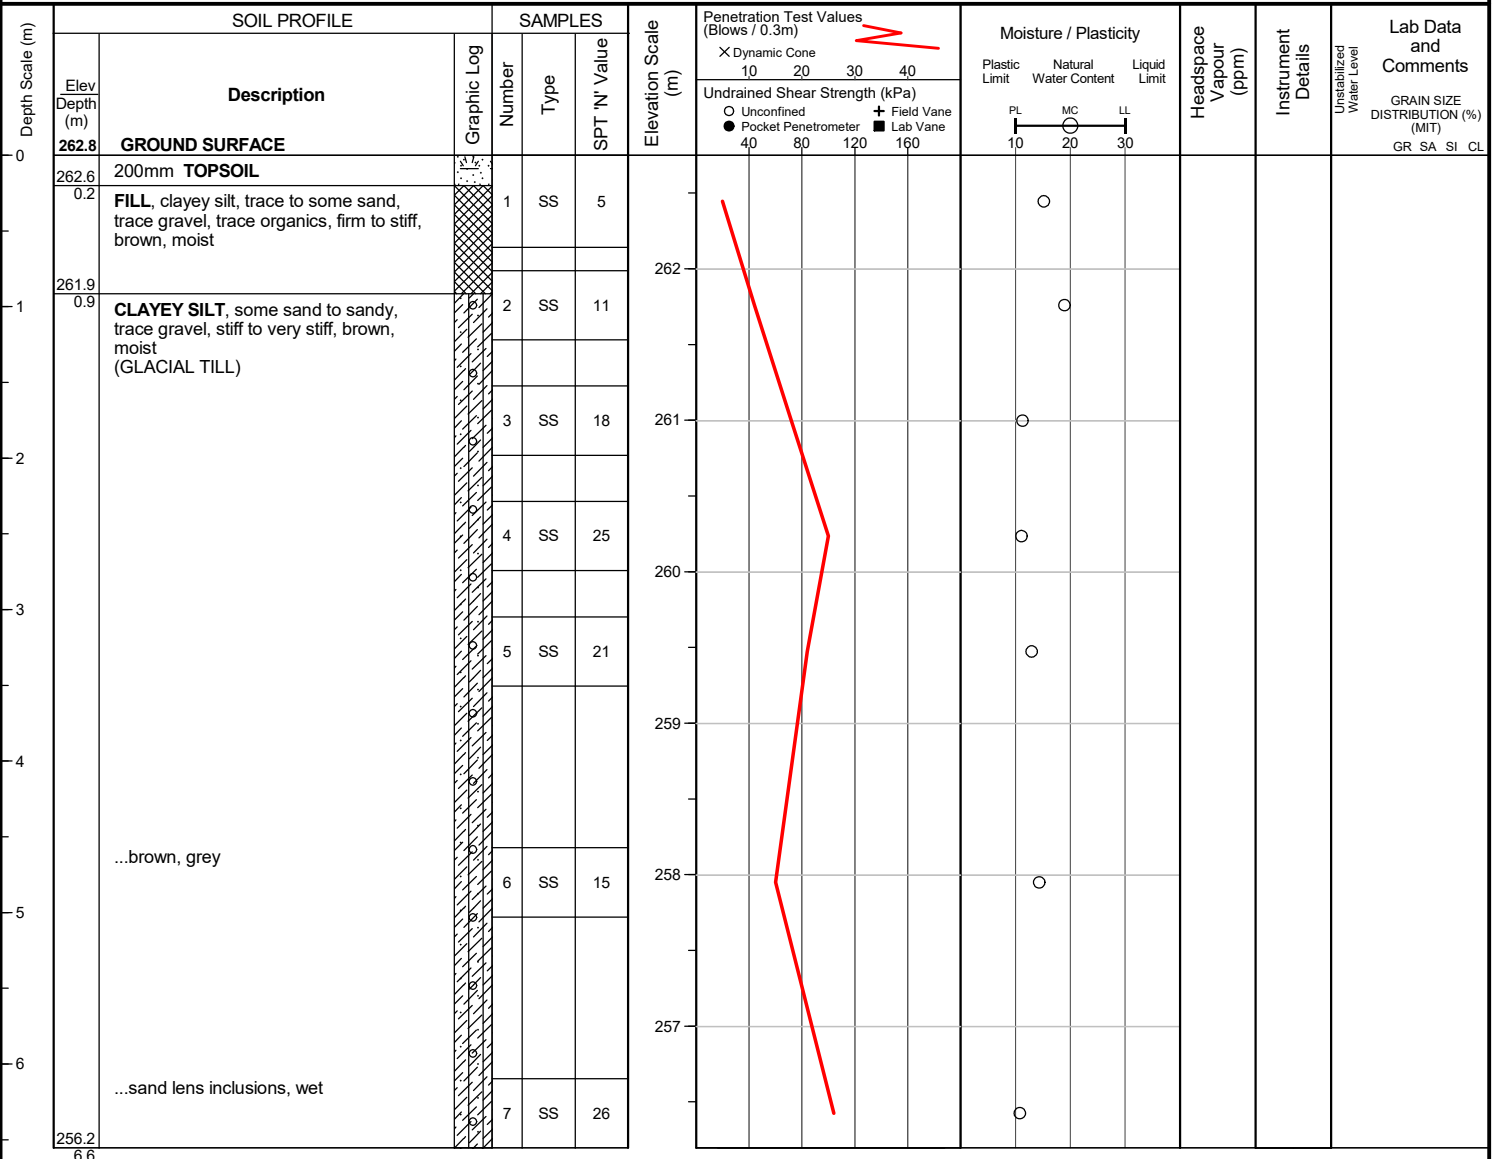 Depth Scale (m)
SOIL PROFILE
Elev
Depth
(m)
Description
Graphic Log
SAMPLES
Number
Type
SPT 'N' Value
Elevation Scale
(m)
Penetration Test Values
(Blows / 0.3m)
× Dynamic Cone
10 20 30 40
Undrained Shear Strength (kPa)
Unconfined
Field Vane
Pocket Penetrometer
Lab Vane
40 80 120 160
Moisture / Plasticity
Plastic
Limit
Natural
Water Content
Liquid
Limit
PL MC LL
10 20 30
Headspace
Vapour
(ppm)
Instrument
Details
Unstabilized
Water Level
Lab Data
and
Comments
GRAIN SIZE
DISTRIBUTION (%)
(MIT)
GR SA SI CL
262.8 GROUND SURFACE
0
200mm TOPSOIL
262.6
0.2
FILL, clayey silt, trace to some sand,
trace gravel, trace organics, firm to stiff,
brown, moist
1 SS 5
262
261.9
0.9
1
CLAYEY SILT, some sand to sandy,
trace gravel, stiff to very stiff, brown,
moist
(GLACIAL TILL)
2 SS 11
3 SS 18
261
2
4 SS 25
260
3
5 SS 21
259
4
...brown, grey
6 SS 15
258
5
257
6
...sand lens inclusions, wet
7 SS 26
256.2
6.6